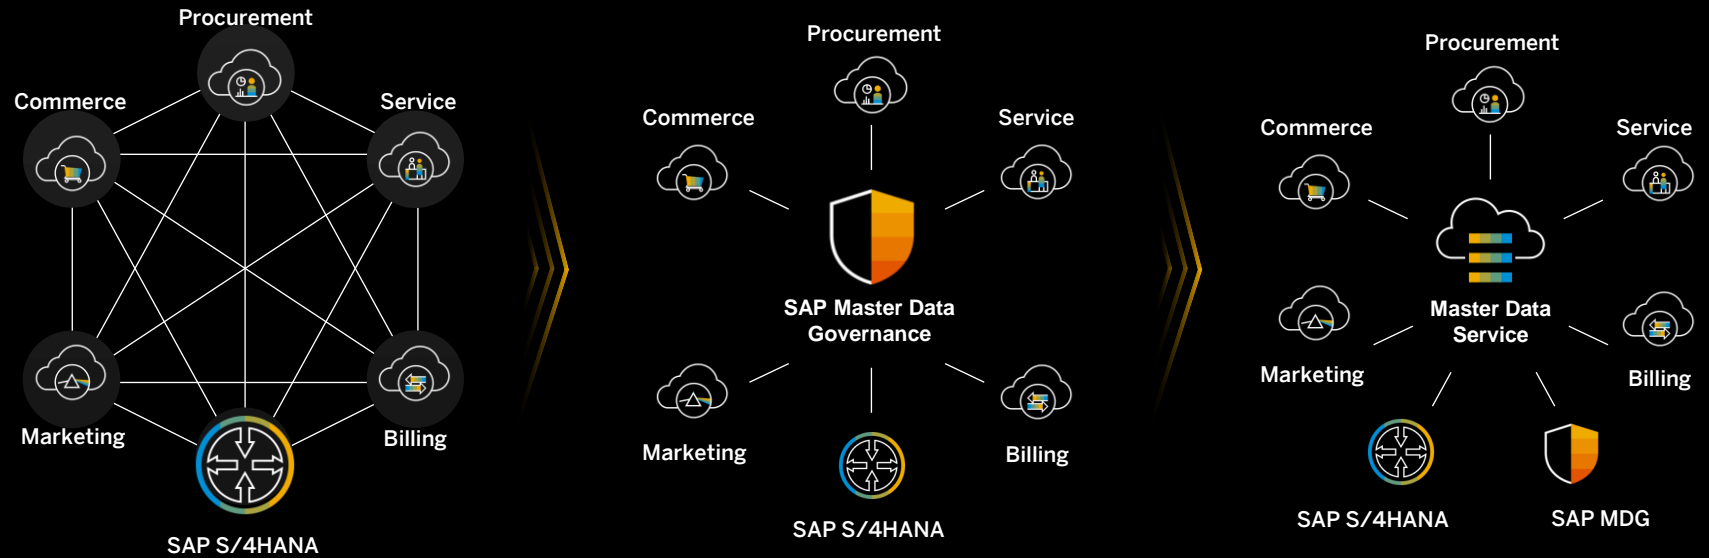 Procurement
Commerce
Service
Marketing
Billing
SAP S/4HANA
Procurement
Commerce
Service
SAP Master Data
Governance
Marketing
Billing
SAP S/4HANA
Procurement
Commerce
Service
Master Data
Service
Marketing
Billing
SAP S/4HANA
SAP MDG